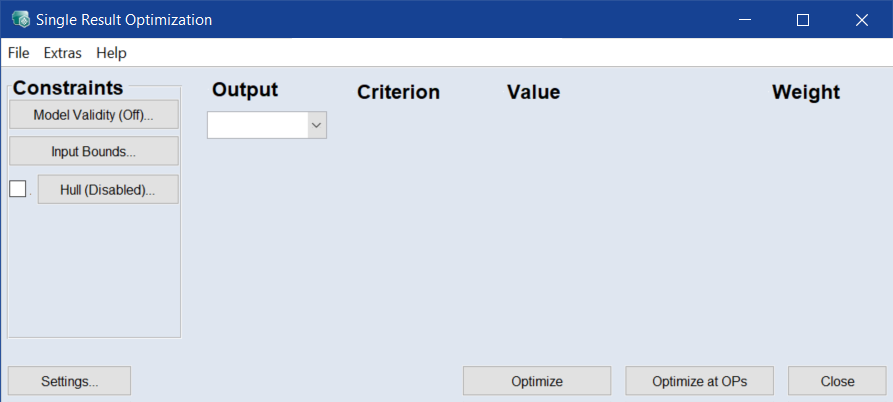 Single Result Optimization
File Extras Help
Constraints
Model Validity (Off)...
Input Bounds...
. Hull (Disabled)...
Output Criterion Value Weight
Settings... Optimize Optimize at OPs Close